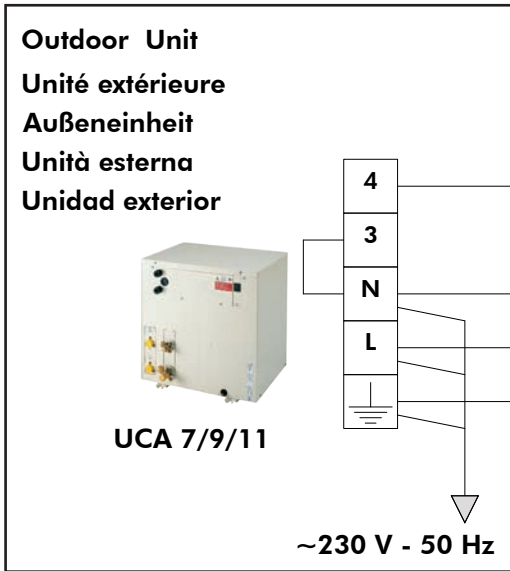 Outdoor Unit
Unité extérieure
Außeneinheit
Unità esterna
Unidad exterior
4
3
N
L
UCA 7/9/11
~230 V - 50 Hz